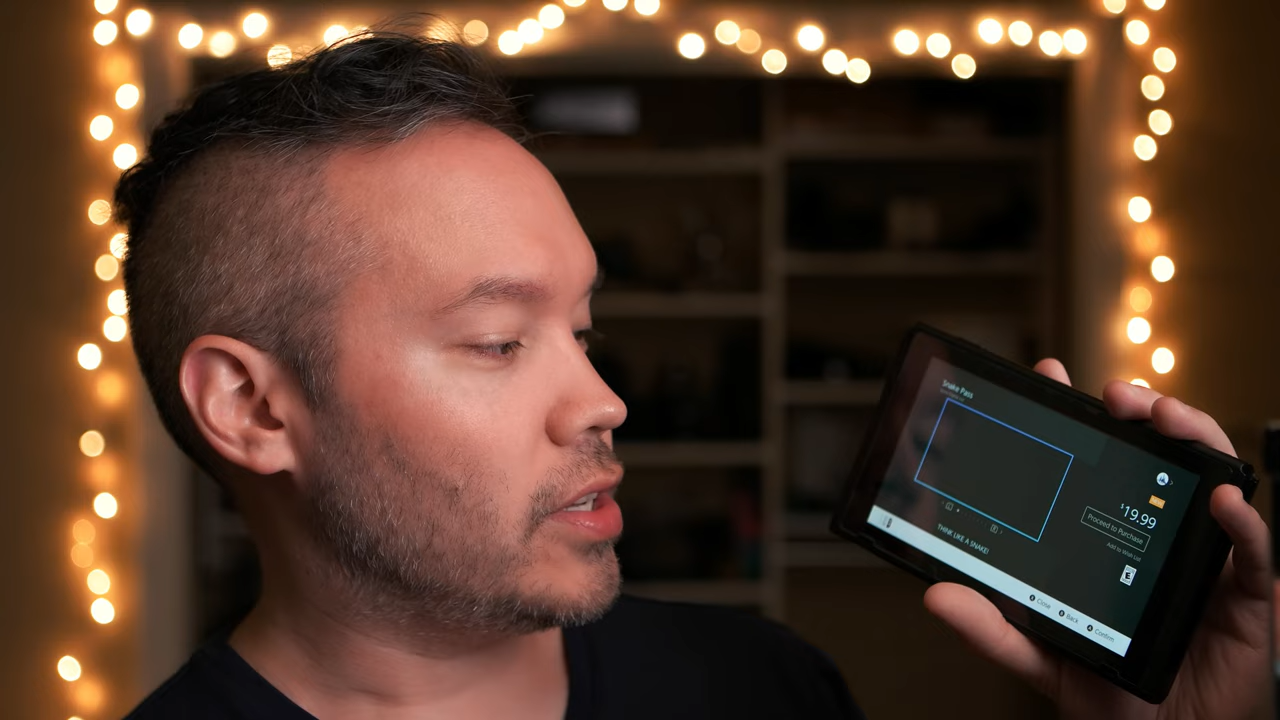 Snake Pass
$19.99
Proceed to Purchase
Add to Wish List
THINK LIKE A SNAKE!
E
Close
Back
Confirm